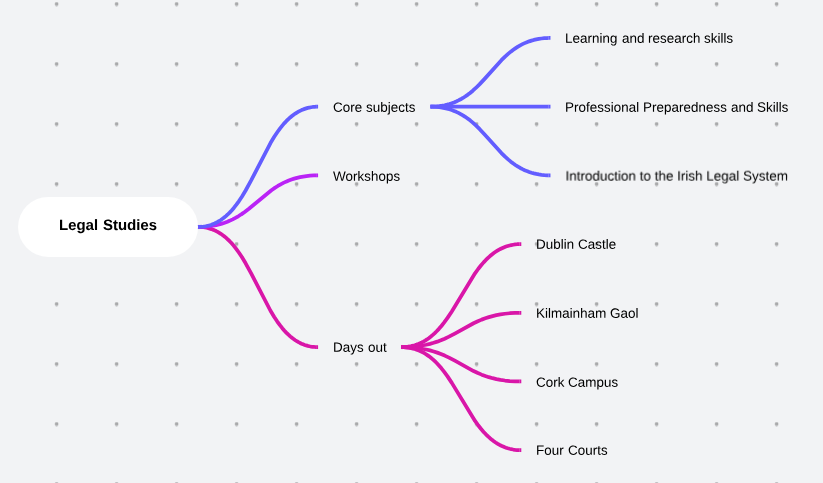 Legal Studies
Core subjects
Learning and research skills
Professional Preparedness and Skills
Introduction to the Irish Legal System
Workshops
Days out
Dublin Castle
Kilmainham Gaol
Cork Campus
Four Courts